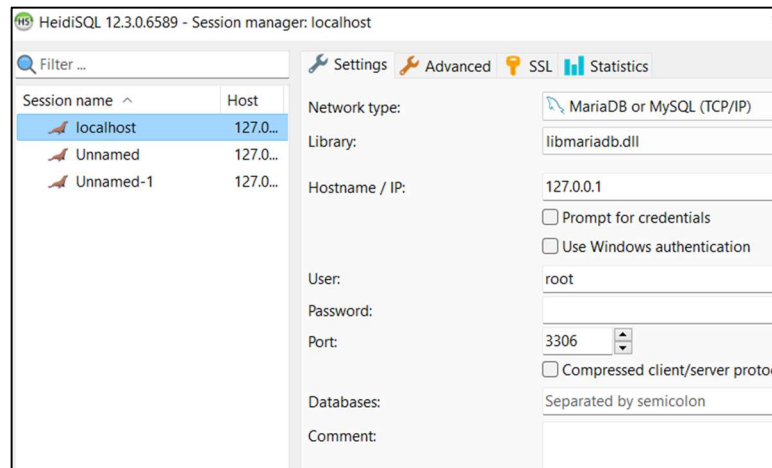 HS HeidiSQL 12.3.0.6589 - Session manager: localhost
Filter ...
Session name Host
localhost 127.0...
Unnamed 127.0...
Unnamed-1 127.0...
Settings Advanced SSL Statistics
Network type: MariaDB or MySQL (TCP/IP)
Library: libmariadb.dll
Hostname / IP: 127.0.0.1
Prompt for credentials
Use Windows authentication
User: root
Password:
Port: 3306
Compressed client/server protoc
Databases: Separated by semicolon
Comment: